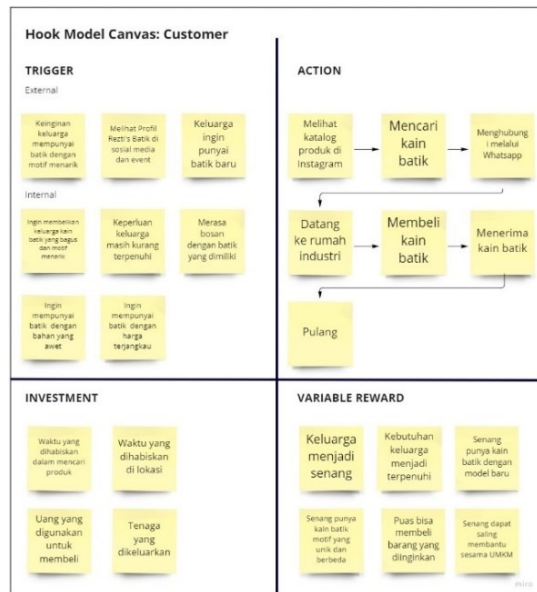 Hook Model Canvas: Customer
TRIGGER
External
Keinginan
keluarga
mempunyai
batik dengan
motif menarik
Melihat Profil
Rezti's Batik di
sosial media
dan event
Keluarga
ingin
punyai
batik baru
Internal
Ingin membelikan
keluarga kain
batik yang bagus
dan motif
menarik
Keperluan
keluarga
masih kurang
terpenuhi
Merasa
bosan
dengan batik
yang dimiliki
Ingin
mempunyai
batik dengan
bahan yang
awet
Ingin
mempunyai
batik dengan
harga
terjangkau
ACTION
Melihat
katalog
produk di
Instagram
Mencari
kain
batik
Menghubung
i melalui
Whatsapp
Datang
ke rumah
industri
Membeli
kain
batik
Menerima
kain batik
Pulang
INVESTMENT
Waktu yang
dihabiskan
dalam mencari
produk
Waktu yang
dihabiskan
di lokasi
Uang yang
digunakan
untuk
membeli
Tenaga
yang
dikeluarkan
VARIABLE REWARD
Keluarga
menjadi
senang
Kebutuhan
keluarga
menjadi
terpenuhi
Senang
punya kain
batik dengan
model baru
Senang punya
kain batik
motif yang
unik dan
berbeda
Puas bisa
membeli
barang yang
diinginkan
Senang dapat
saling
membantu
sesama UMKM
miro